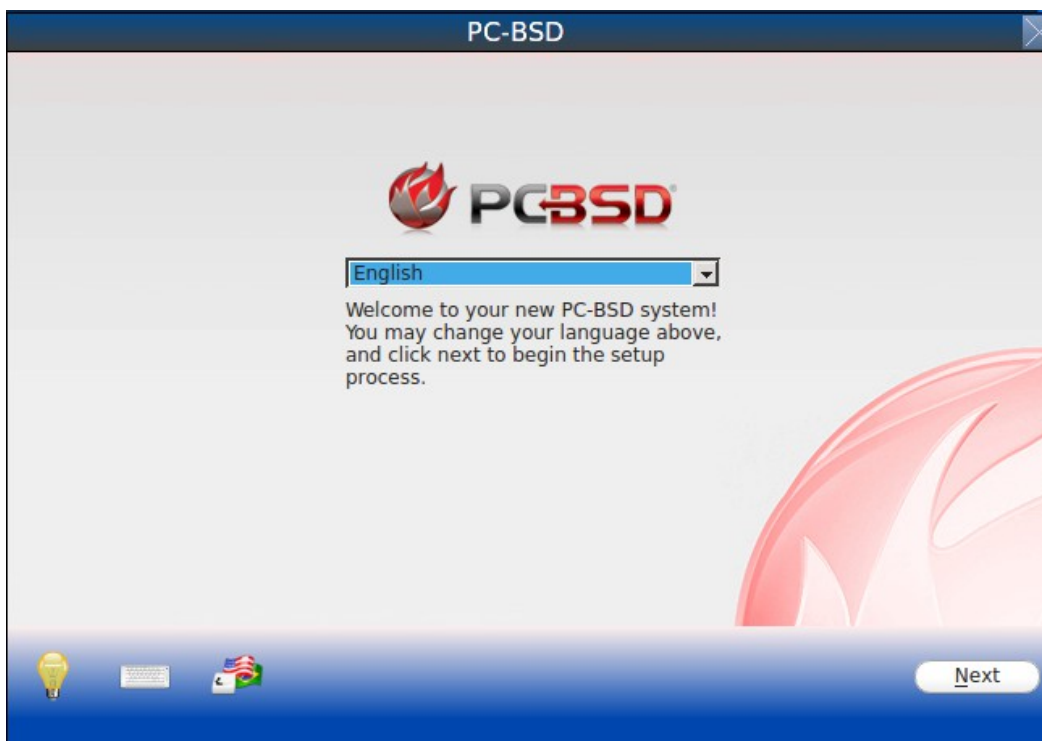 PC-BSD
PCBSD
English
Welcome to your new PC-BSD system!
You may change your language above,
and click next to begin the setup
process.
Next